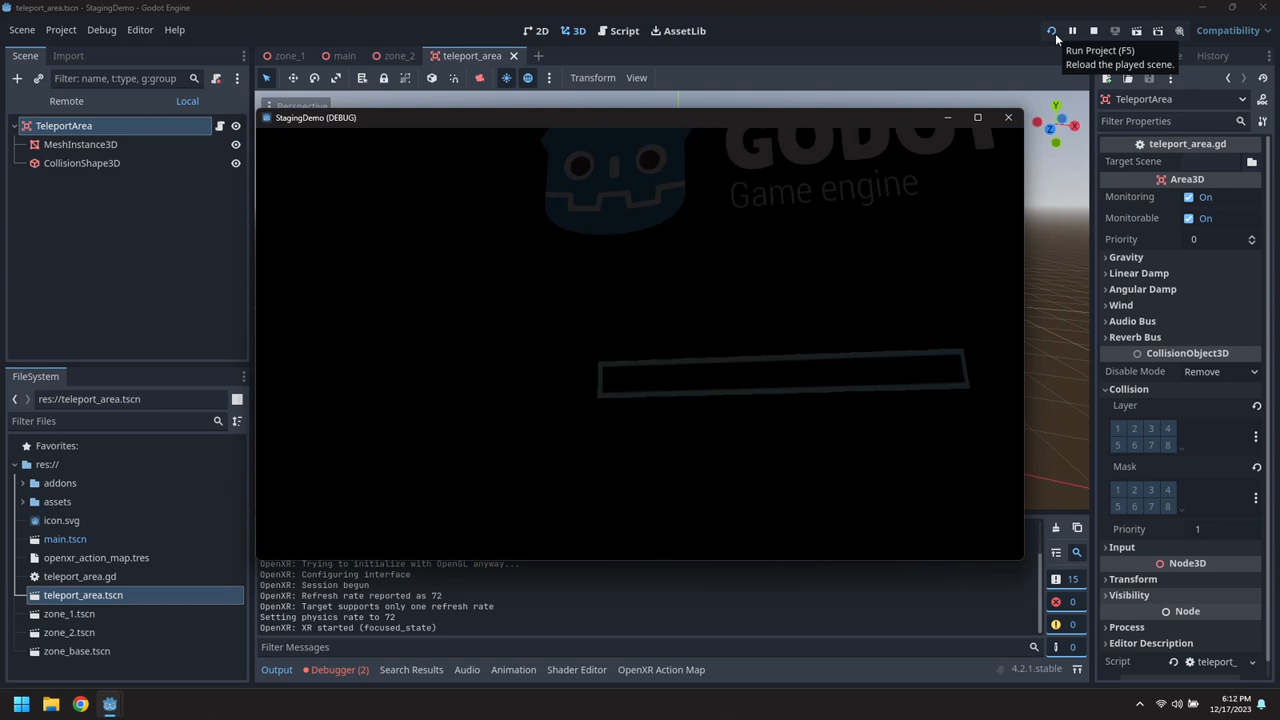 teleport_area.tscn - StagingDemo - Godot Engine
Scene Project Debug Editor Help
2D 3D Script AssetLib
Compatibility
Run Project (F5)
Reload the played scene.
Scene Import
zone_1 main zone_2 teleport_area
History
Filter: name, t:type, g:group
Transform View
Remote Local
Perspective
TeleportArea
TeleportArea
MeshInstance3D
CollisionShape3D
Filter Properties
StagingDemo (DEBUG)
GODOT
Game engine
teleport_area.gd
Target Scene
Area3D
Monitoring On
Monitorable On
Priority 0
Gravity
Linear Damp
Angular Damp
Wind
Audio Bus
Reverb Bus
CollisionObject3D
Disable Mode Remove
Collision
Layer
1 2 3 4
5 6 7 8
Mask
1 2 3 4
5 6 7 8
Priority 1
Input
Node3D
Transform
Visibility
Node
Process
Editor Description
Script teleport_
FileSystem
res://teleport_area.tscn
Filter Files
Favorites:
res://
addons
assets
icon.svg
main.tscn
openxr_action_map.tres
teleport_area.gd
teleport_area.tscn
zone_1.tscn
zone_2.tscn
zone_base.tscn
OpenXR: Trying to initialize with OpenGL anyway...
OpenXR: Configuring interface
OpenXR: Session begun
OpenXR: Refresh rate reported as 72
OpenXR: Target supports only one refresh rate
Setting physics rate to 72
OpenXR: XR started (focused_state)
15
0
0
0
Filter Messages
Output Debugger (2) Search Results Audio Animation Shader Editor OpenXR Action Map
4.2.1.stable
6:12 PM
12/17/2023